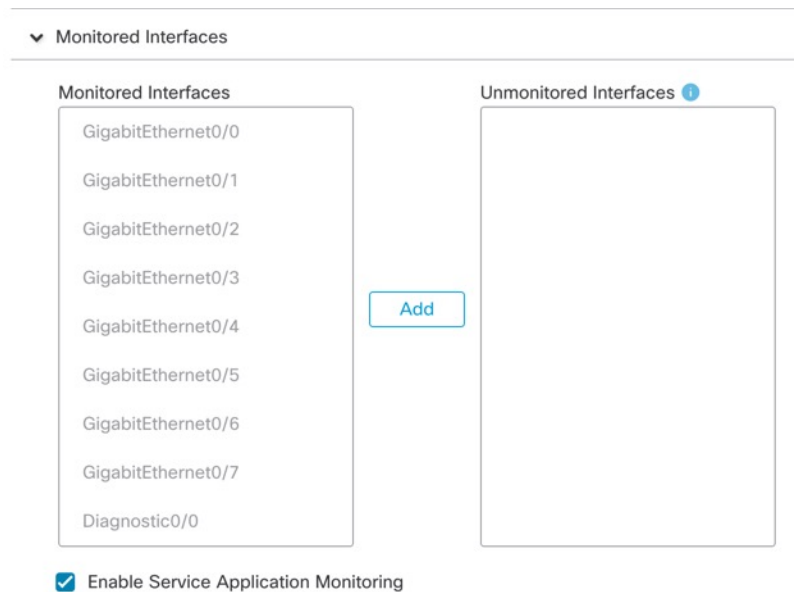 Monitored Interfaces
Monitored Interfaces
Unmonitored Interfaces
GigabitEthernet0/0
GigabitEthernet0/1
GigabitEthernet0/2
GigabitEthernet0/3
GigabitEthernet0/4
GigabitEthernet0/5
GigabitEthernet0/6
GigabitEthernet0/7
Diagnostic0/0
Add
Enable Service Application Monitoring